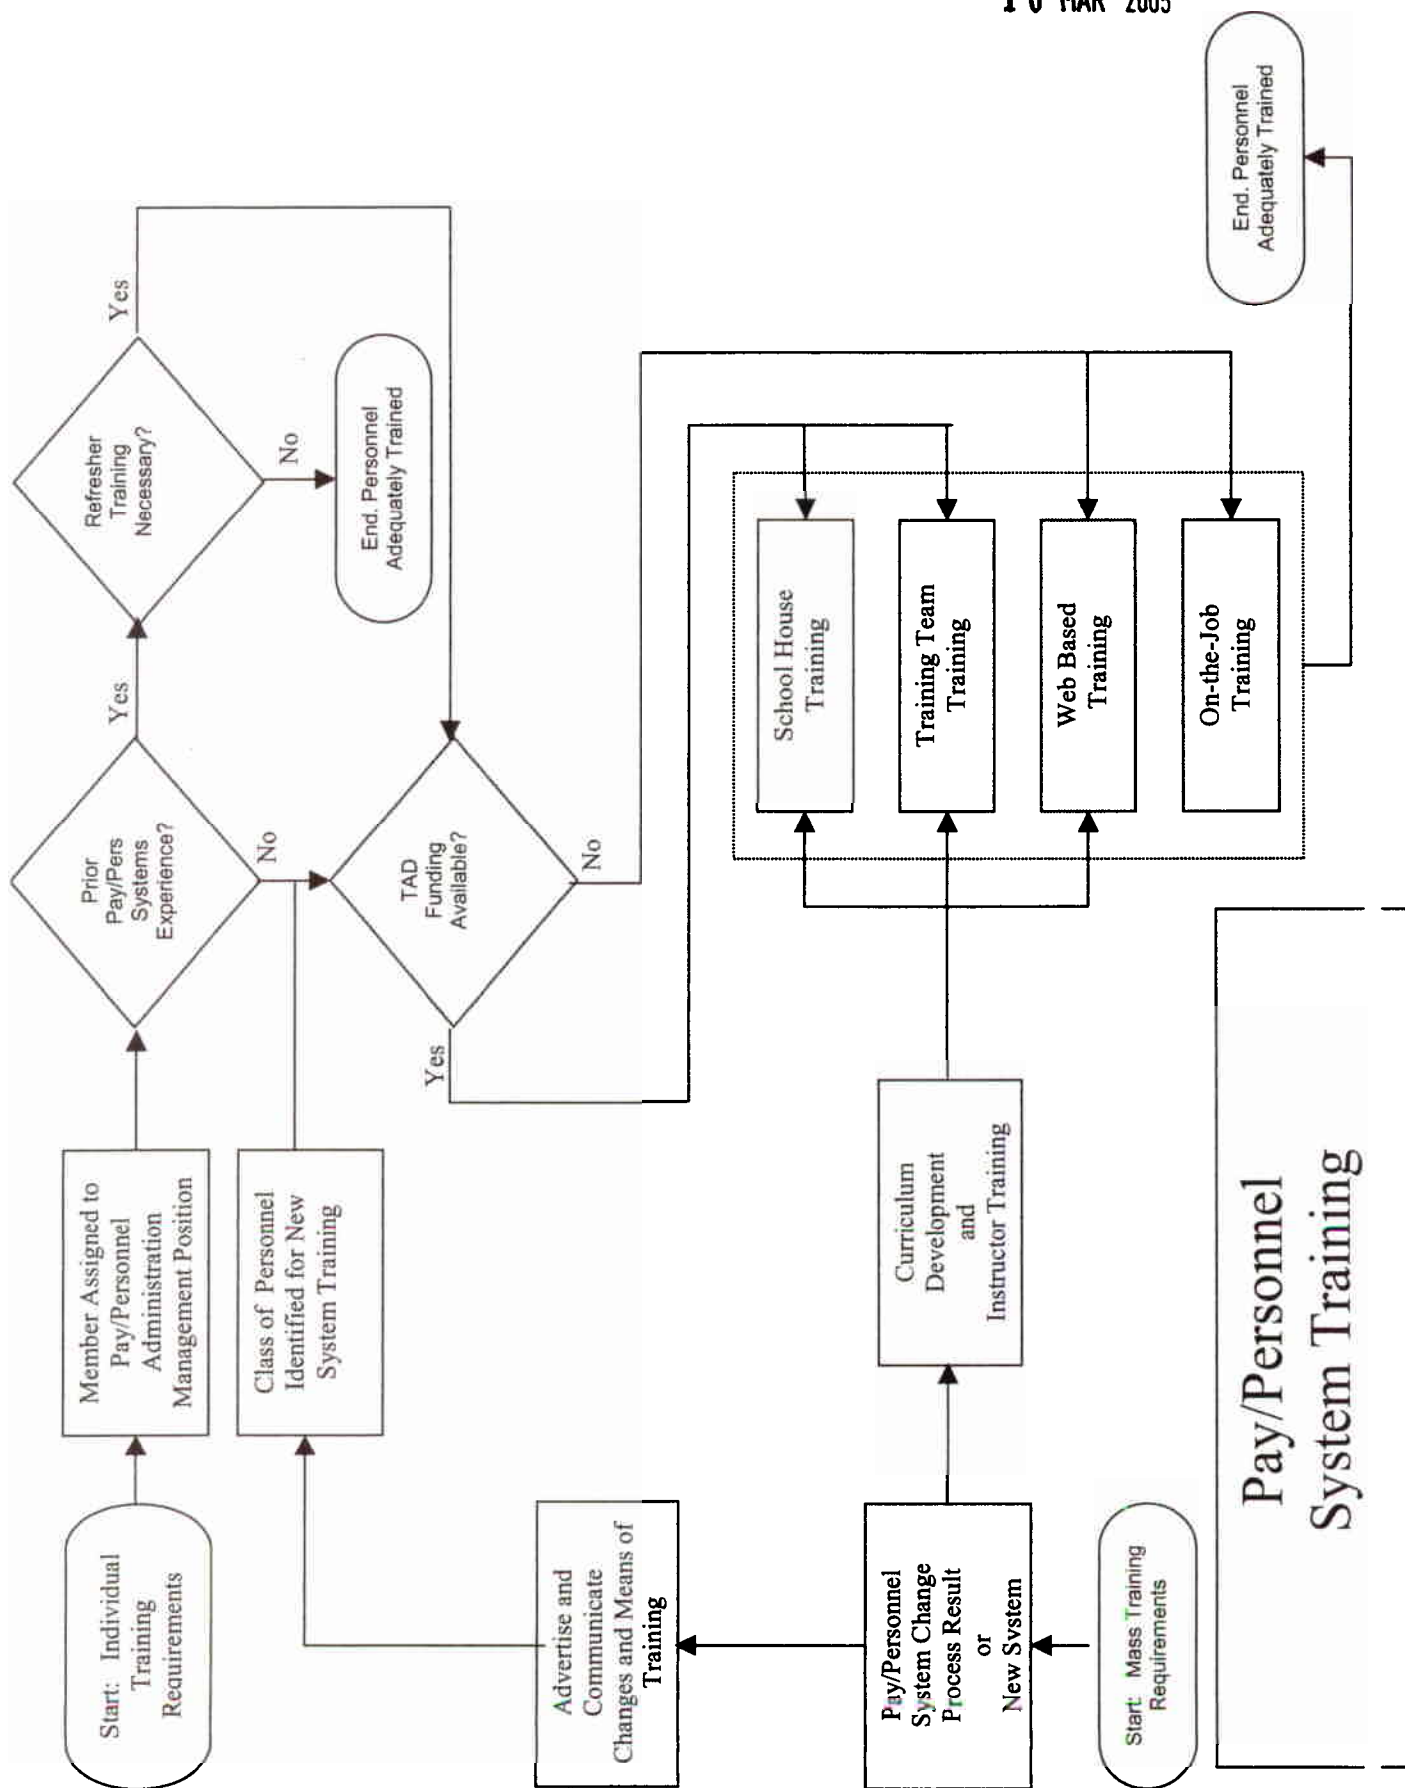 1 0 MAR 2005
Start: Individual
Training
Requirements
Member Assigned to
Pay/Personnel
Administration
Management Position
Prior
Pay/Pers
Systems
Experience?
Yes
No
Refresher
Training
Necessary?
Yes
No
End. Personnel
Adequately Trained
Class of Personnel
Identified for New
System Training
TAD
Funding
Available?
Yes
No
Advertise and
Communicate
Changes and Means of
Training
School House
Training
Training Team
Training
Web Based
Training
On-the-Job
Training
End. Personnel
Adequately Trained
Pay/Personnel
System Change
Process Result
or
New System
Curriculum
Development
and
Instructor Training
Start: Mass Training
Requirements
Pay/Personnel
System Training